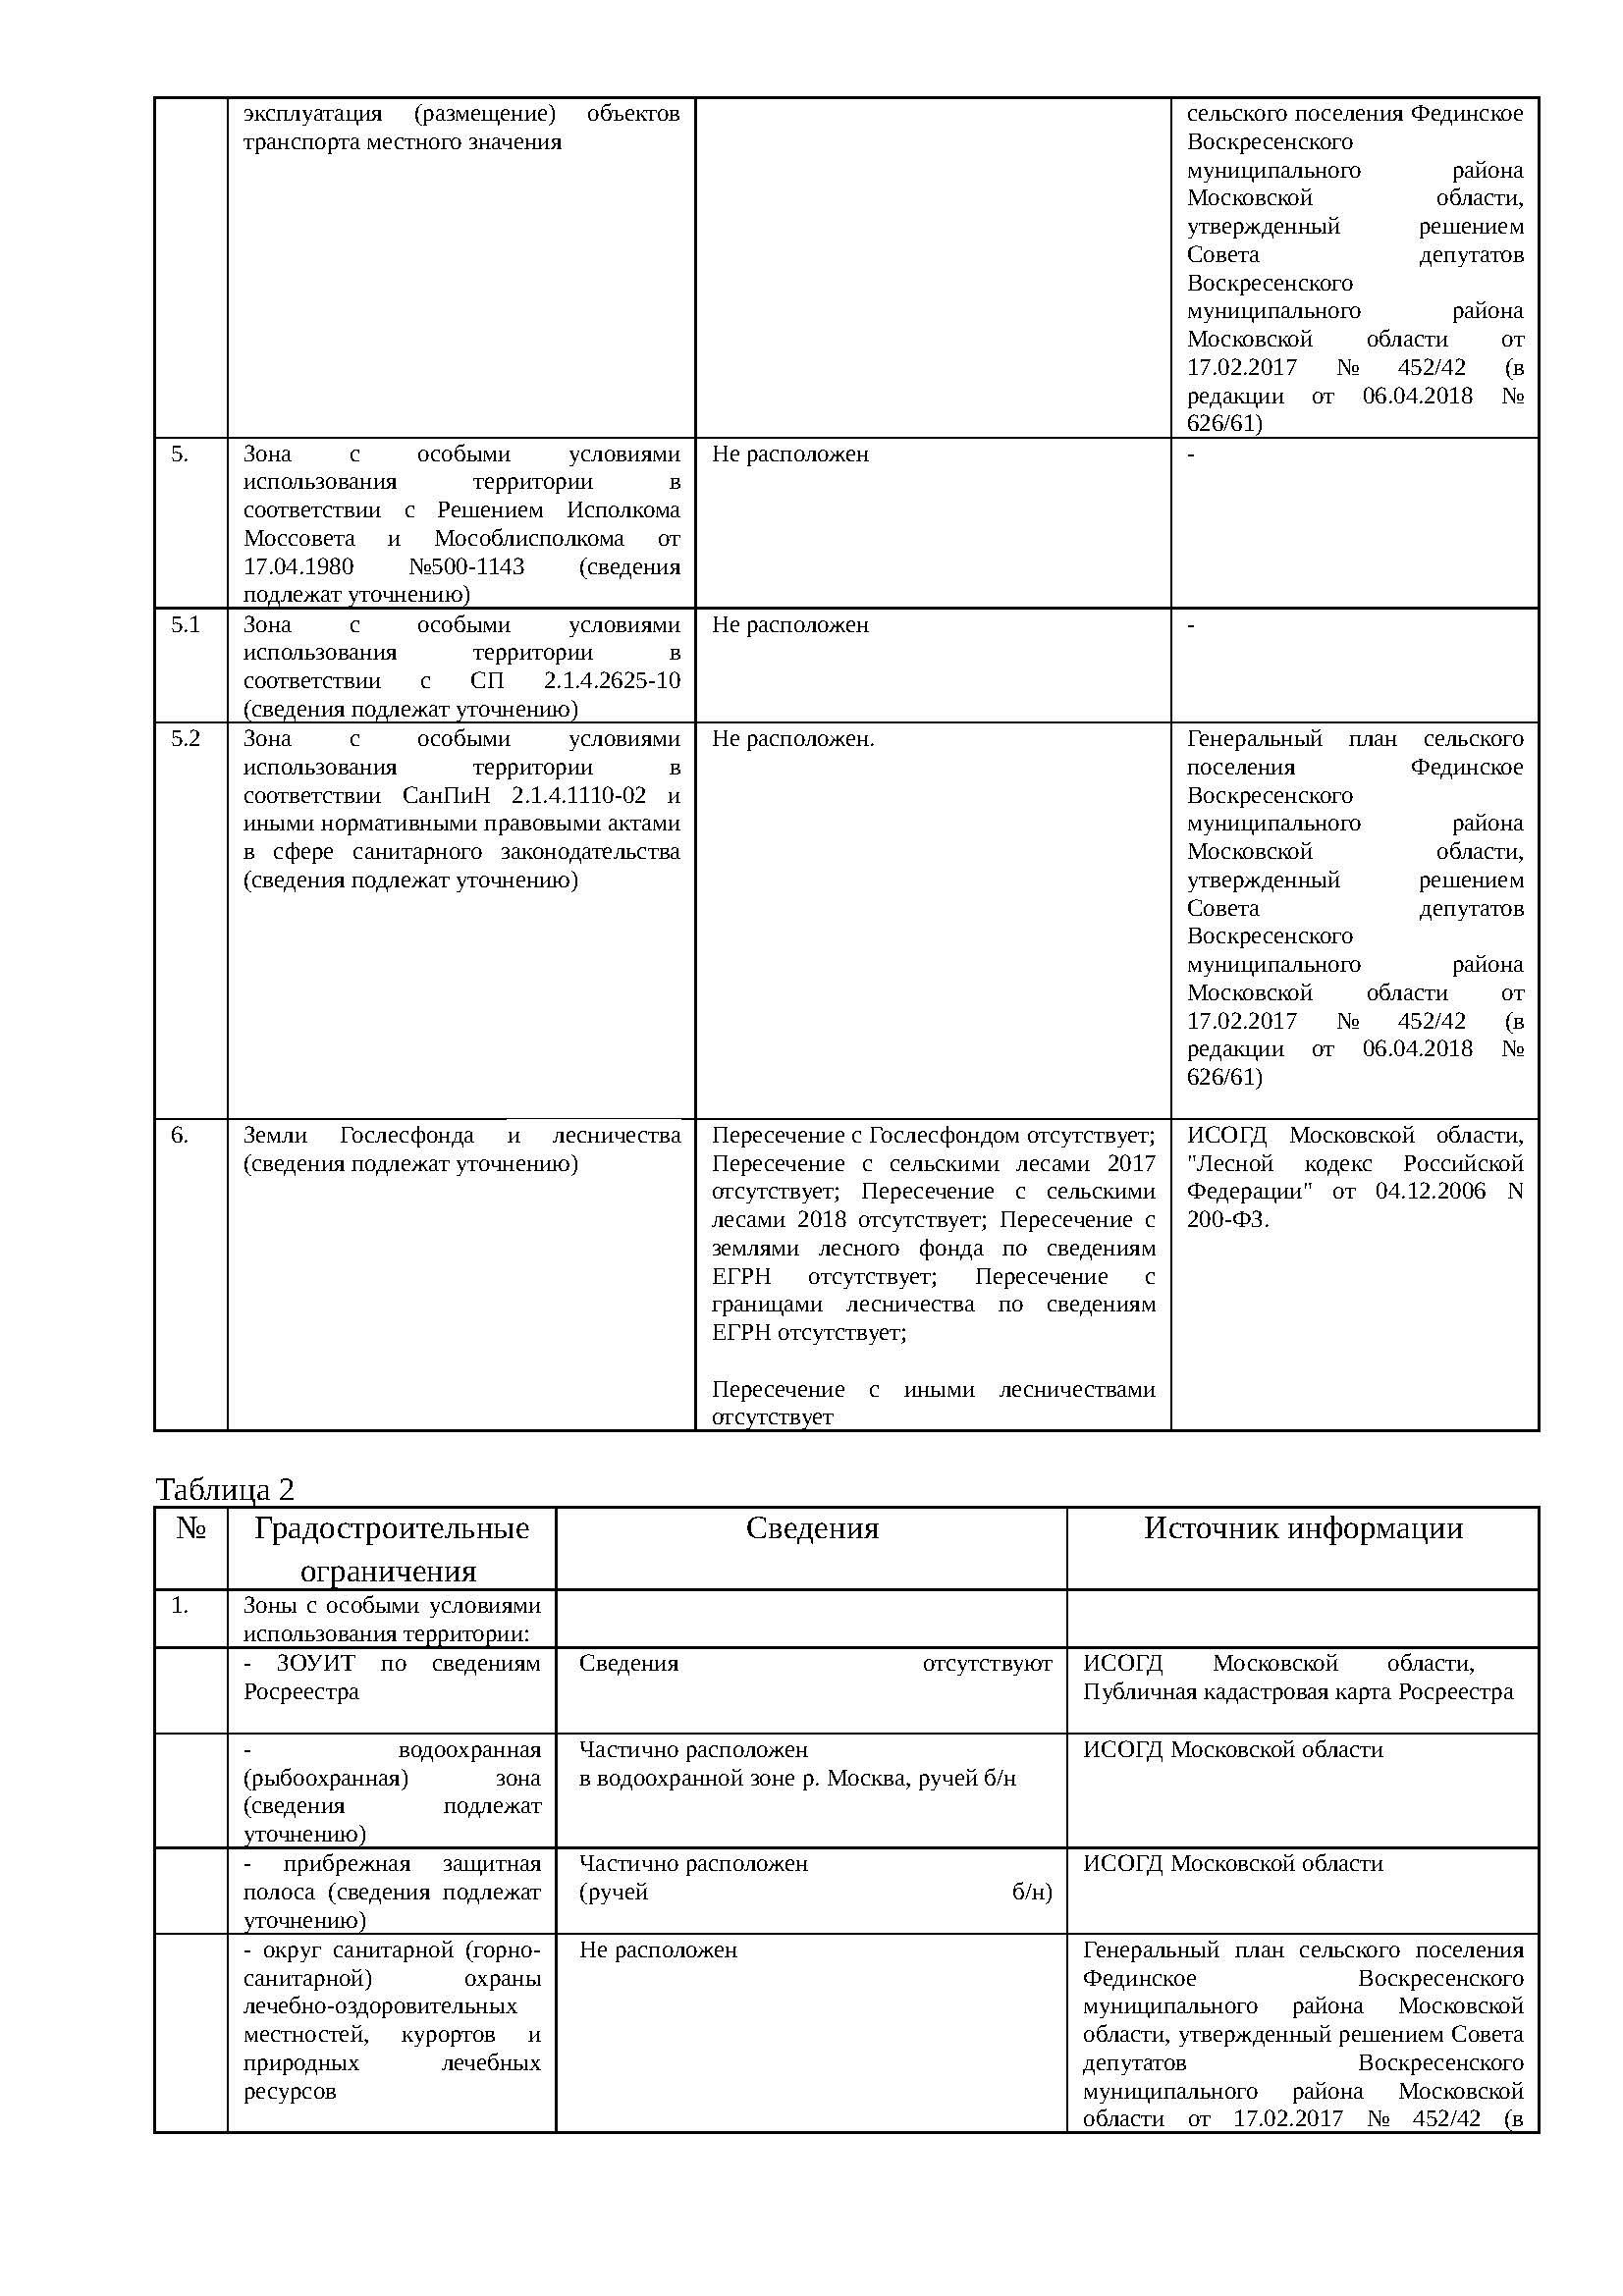 эксплуатация (размещение) объектов
транспорта местного значения
сельского поселения Фединское
Воскресенского
муниципального района
Московской области,
утвержденный решением
Совета депутатов
Воскресенского
муниципального района
Московской области от
17.02.2017 № 452/42 (в
редакции от 06.04.2018 №
626/61)
5.
Зона с особыми условиями
использования территории в
соответствии с Решением Исполкома
Моссовета и Мособлисполкома от
17.04.1980 №500-1143 (сведения
подлежат уточнению)
Не расположен
-
5.1
Зона с особыми условиями
использования территории в
соответствии с СП 2.1.4.2625-10
(сведения подлежат уточнению)
Не расположен
-
5.2
Зона с особыми условиями
использования территории в
соответствии СанПиН 2.1.4.1110-02 и
иными нормативными правовыми актами
в сфере санитарного законодательства
(сведения подлежат уточнению)
Не расположен.
Генеральный план сельского
поселения Фединское
Воскресенского
муниципального района
Московской области,
утвержденный решением
Совета депутатов
Воскресенского
муниципального района
Московской области от
17.02.2017 № 452/42 (в
редакции от 06.04.2018 №
626/61)
6.
Земли Гослесфонда и лесничества
(сведения подлежат уточнению)
Пересечение с Гослесфондом отсутствует;
Пересечение с сельскими лесами 2017
отсутствует; Пересечение с сельскими
лесами 2018 отсутствует; Пересечение с
землями лесного фонда по сведениям
ЕГРН отсутствует; Пересечение с
границами лесничества по сведениям
ЕГРН отсутствует;
Пересечение с иными лесничествами
отсутствует
ИСОГД Московской области,
"Лесной кодекс Российской
Федерации" от 04.12.2006 N
200-ФЗ.
Таблица 2
№
Градостроительные
ограничения
Сведения
Источник информации
1.
Зоны с особыми условиями
использования территории:
- ЗОУИТ по сведениям
Росреестра
Сведения отсутствуют
ИСОГД Московской области,
Публичная кадастровая карта Росреестра
- водоохранная
(рыбоохранная) зона
(сведения подлежат
уточнению)
Частично расположен
в водоохранной зоне р. Москва, ручей б/н
ИСОГД Московской области
- прибрежная защитная
полоса (сведения подлежат
уточнению)
Частично расположен
(ручей б/н)
ИСОГД Московской области
- округ санитарной (горно-
санитарной) охраны
лечебно-оздоровительных
местностей, курортов и
природных лечебных
ресурсов
Не расположен
Генеральный план сельского поселения
Фединское Воскресенского
муниципального района Московской
области, утвержденный решением Совета
депутатов Воскресенского
муниципального района Московской
области от 17.02.2017 № 452/42 (в